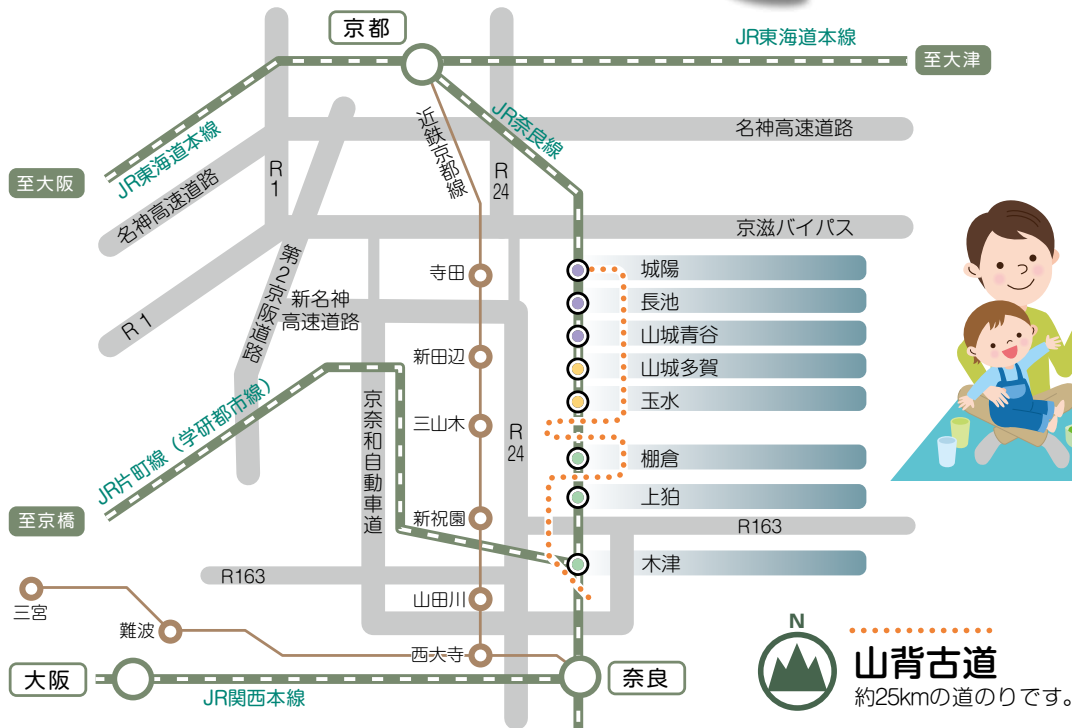 京都
JR東海道本線
至大津
JR奈良線
近鉄京都線
名神高速道路
JR東海道本線
至大阪
名神高速道路
R1
R24
京滋バイパス
R1
第2京阪道路
新名神
高速道路
寺田
城陽
長池
山城青谷
新田辺
山城多賀
玉水
三山木
京奈和自動車道
R24
JR片町線（学研都市線）
棚倉
上狛
至京橋
新祝園
R163
木津
R163
三宮
山田川
難波
西大寺
大阪
JR関西本線
奈良
N
山背古道
約25kmの道のりです。